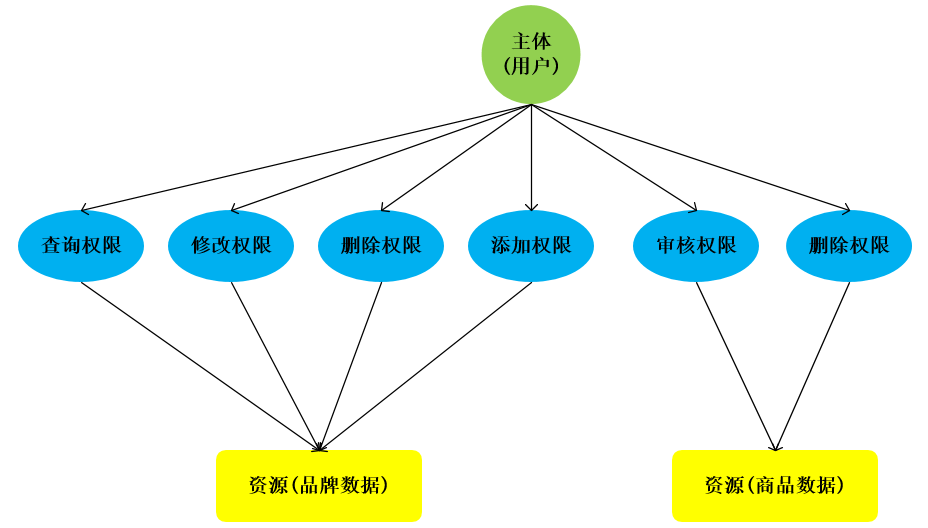 主体
(用户)
查询权限
修改权限
删除权限
添加权限
审核权限
删除权限
资源(品牌数据)
资源(商品数据)